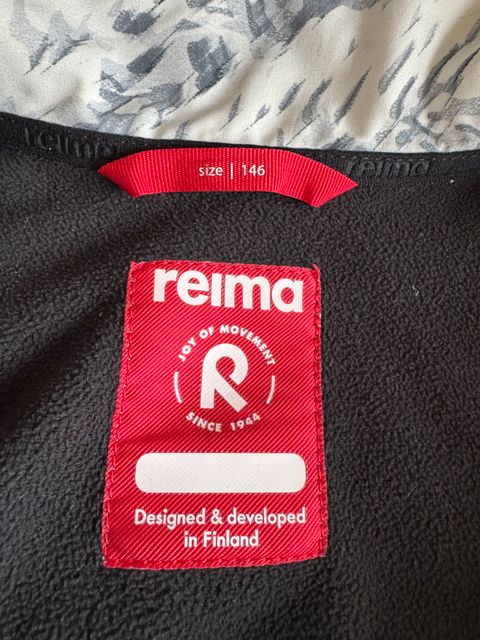 reima
reima
size | 146
reima
JOY OF MOVEMENT
R
SINCE 1944
Designed & developed
in Finland